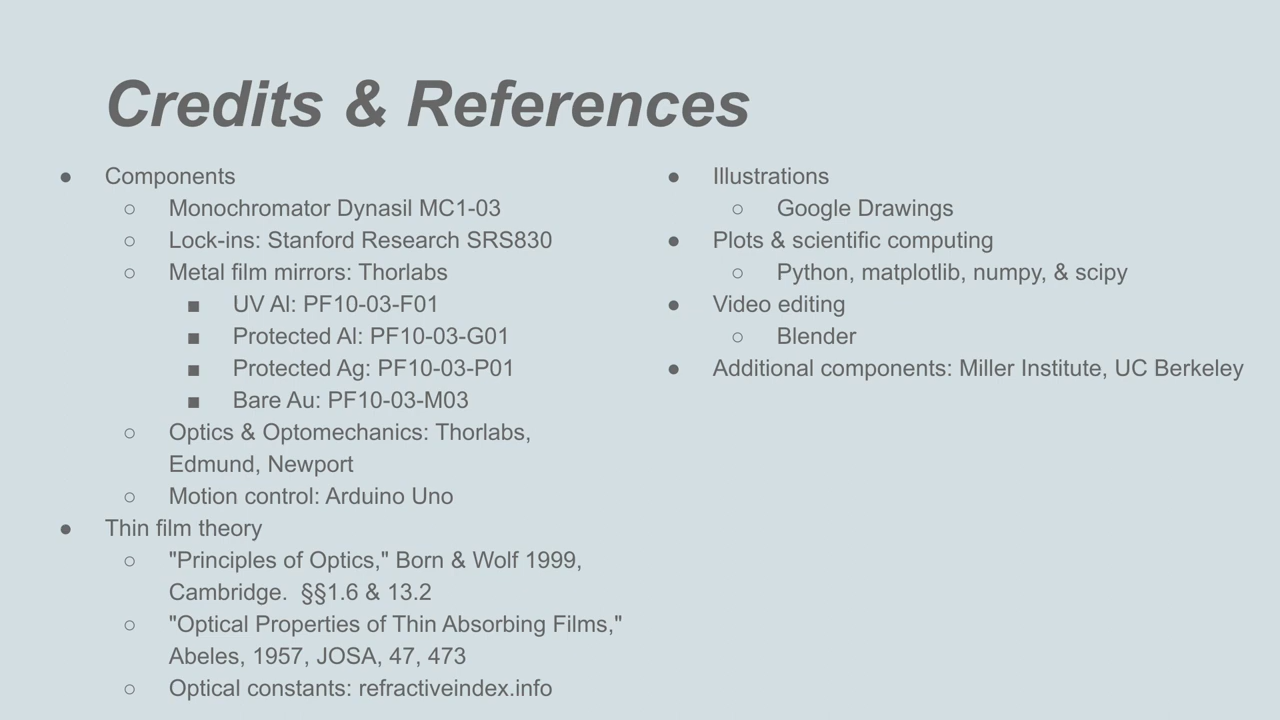 Credits & References
● Components
○ Monochromator Dynasil MC1-03
○ Lock-ins: Stanford Research SRS830
○ Metal film mirrors: Thorlabs
■ UV Al: PF10-03-F01
■ Protected Al: PF10-03-G01
■ Protected Ag: PF10-03-P01
■ Bare Au: PF10-03-M03
○ Optics & Optomechanics: Thorlabs,
Edmund, Newport
○ Motion control: Arduino Uno
● Thin film theory
○ "Principles of Optics," Born & Wolf 1999,
Cambridge.  §§1.6 & 13.2
○ "Optical Properties of Thin Absorbing Films,"
Abeles, 1957, JOSA, 47, 473
○ Optical constants: refractiveindex.info
● Illustrations
○ Google Drawings
● Plots & scientific computing
○ Python, matplotlib, numpy, & scipy
● Video editing
○ Blender
● Additional components: Miller Institute, UC Berkeley